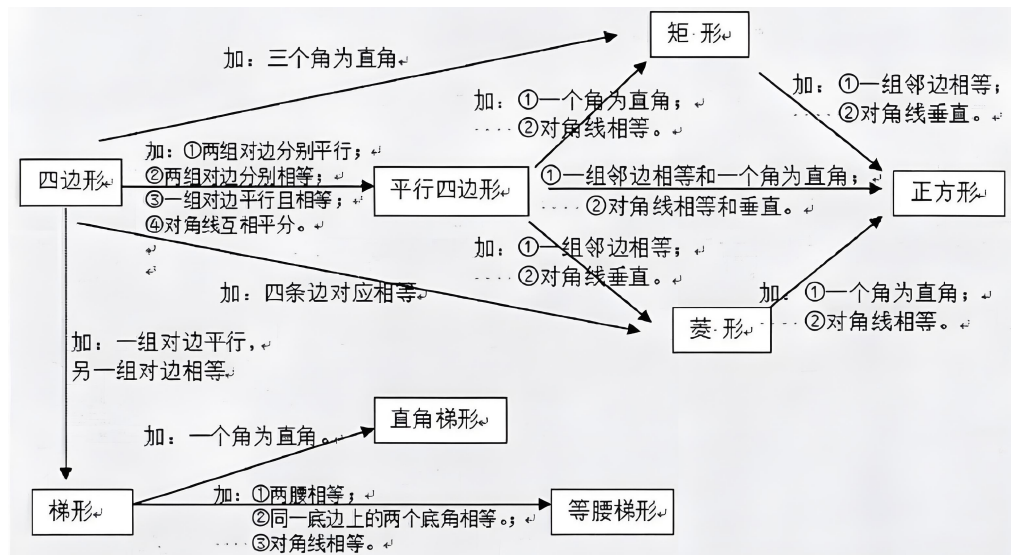 矩·形
加：三个角为直角
加：①一组邻边相等；
②对角线垂直。
加：①一个角为直角；
②对角线相等。
四边形
加：①两组对边分别平行；
②两组对边分别相等；
③一组对边平行且相等；
④对角线互相平分。
平行四边形
①一组邻边相等和一个角为直角；
②对角线相等和垂直。
正方形
加：①一组邻边相等；
②对角线垂直。
加：四条边对应相等
加：①一个角为直角；
②对角线相等。
菱·形
加：一组对边平行，
另一组对边相等
直角梯形
加：一个角为直角。
梯形
加：①两腰相等；
②同一底边上的两个底角相等。；
③对角线相等。
等腰梯形